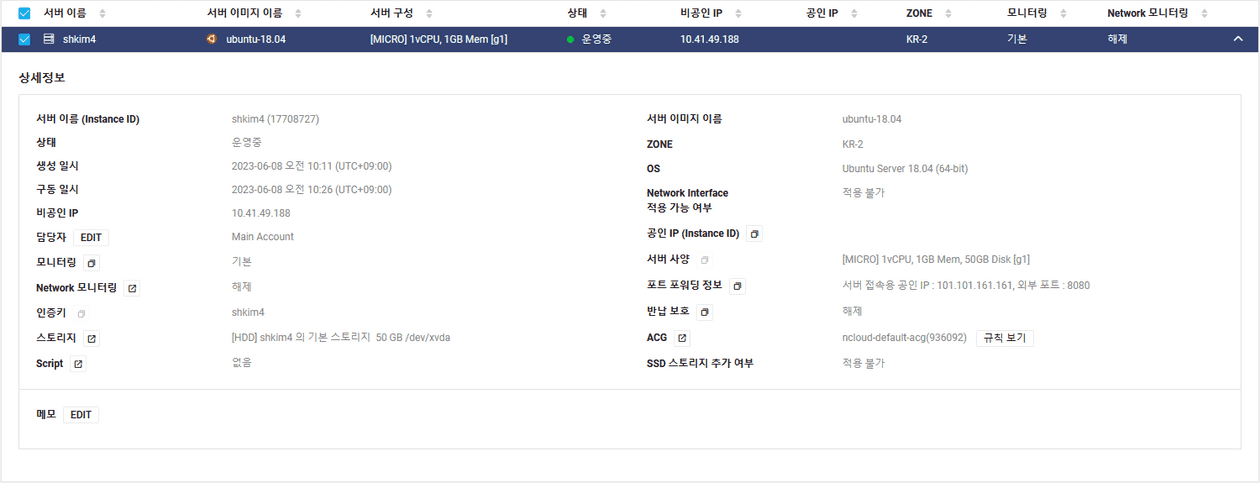 서버 이름 서버 이미지 이름 서버 구성 상태 비공인 IP 공인 IP ZONE 모니터링 Network 모니터링
shkim4 ubuntu-18.04 [MICRO] 1vCPU, 1GB Mem [g1] 운영중 10.41.49.188 KR-2 기본 해제
상세정보
서버 이름 (Instance ID) shkim4 (17708727)
상태 운영중
생성 일시 2023-06-08 오전 10:11 (UTC+09:00)
구동 일시 2023-06-08 오전 10:26 (UTC+09:00)
비공인 IP 10.41.49.188
담당자 EDIT Main Account
모니터링 기본
Network 모니터링 해제
인증키 shkim4
스토리지 [HDD] shkim4 의 기본 스토리지 50 GB /dev/xvda
Script 없음
서버 이미지 이름 ubuntu-18.04
ZONE KR-2
OS Ubuntu Server 18.04 (64-bit)
Network Interface 적용 불가
적용 가능 여부
공인 IP (Instance ID)
서버 사양 [MICRO] 1vCPU, 1GB Mem, 50GB Disk [g1]
포트 포워딩 정보 서버 접속용 공인 IP : 101.101.161.161, 외부 포트 : 8080
반납 보호 해제
ACG ncloud-default-acg(936092) 규칙 보기
SSD 스토리지 추가 여부 적용 불가
메모 EDIT